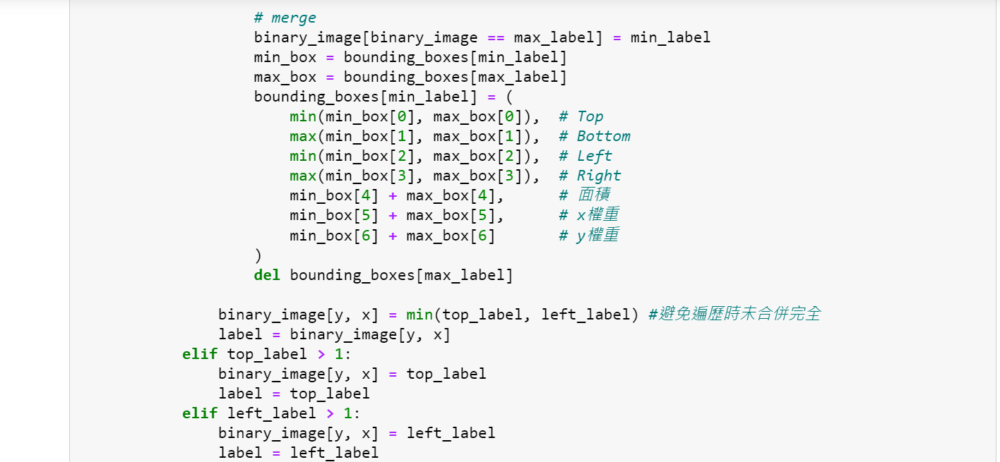 # merge
binary_image[binary_image == max_label] = min_label
min_box = bounding_boxes[min_label]
max_box = bounding_boxes[max_label]
bounding_boxes[min_label] = (
    min(min_box[0], max_box[0]),  # Top
    max(min_box[1], max_box[1]),  # Bottom
    min(min_box[2], max_box[2]),  # Left
    max(min_box[3], max_box[3]),  # Right
    min_box[4] + max_box[4],      # 面積
    min_box[5] + max_box[5],      # x權重
    min_box[6] + max_box[6]       # y權重
)
del bounding_boxes[max_label]
binary_image[y, x] = min(top_label, left_label) #避免遍歷時未合併完全
label = binary_image[y, x]
elif top_label > 1:
binary_image[y, x] = top_label
label = top_label
elif left_label > 1:
binary_image[y, x] = left_label
label = left_label